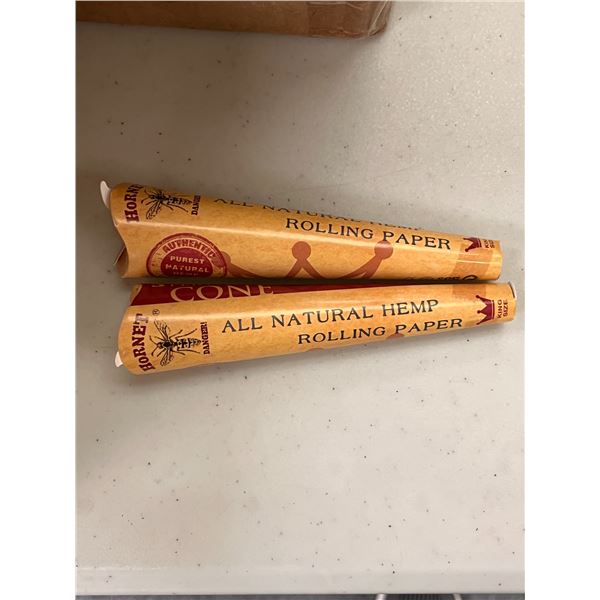 HORNET
DANGER!
ALL NATURAL HEMP
ROLLING PAPER
AUTHENTIC
PUREST
NATURAL
HEMP
CONE
HORNET®
DANGER!
ALL NATURAL HEMP
ROLLING PAPER
KING
SIZE